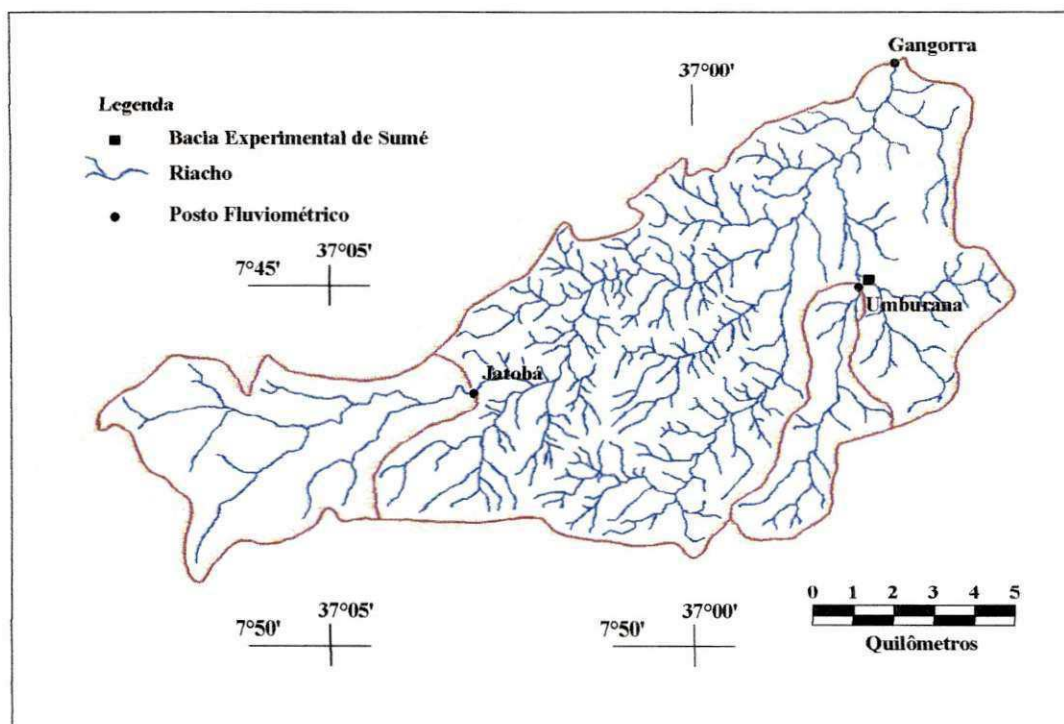 Gangorra
37°00'
Legenda
Bacia Experimental de Sumé
Riacho
Posto Fluviométrico
37°05'
7°45'
Umburana
Jatobá
0 1 2 3 4 5
Quilômetros
37°05'
7°50'
37°00'
7°50'